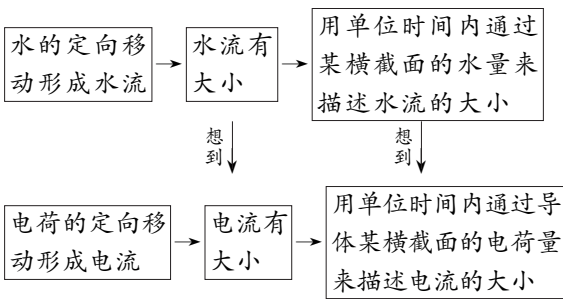 水的定向移
动形成水流
水流有
大小
用单位时间内通过
某横截面的水量来
描述水流的大小
想
到
想
到
电荷的定向移
动形成电流
电流有
大小
用单位时间内通过导
体某横截面的电荷量
来描述电流的大小